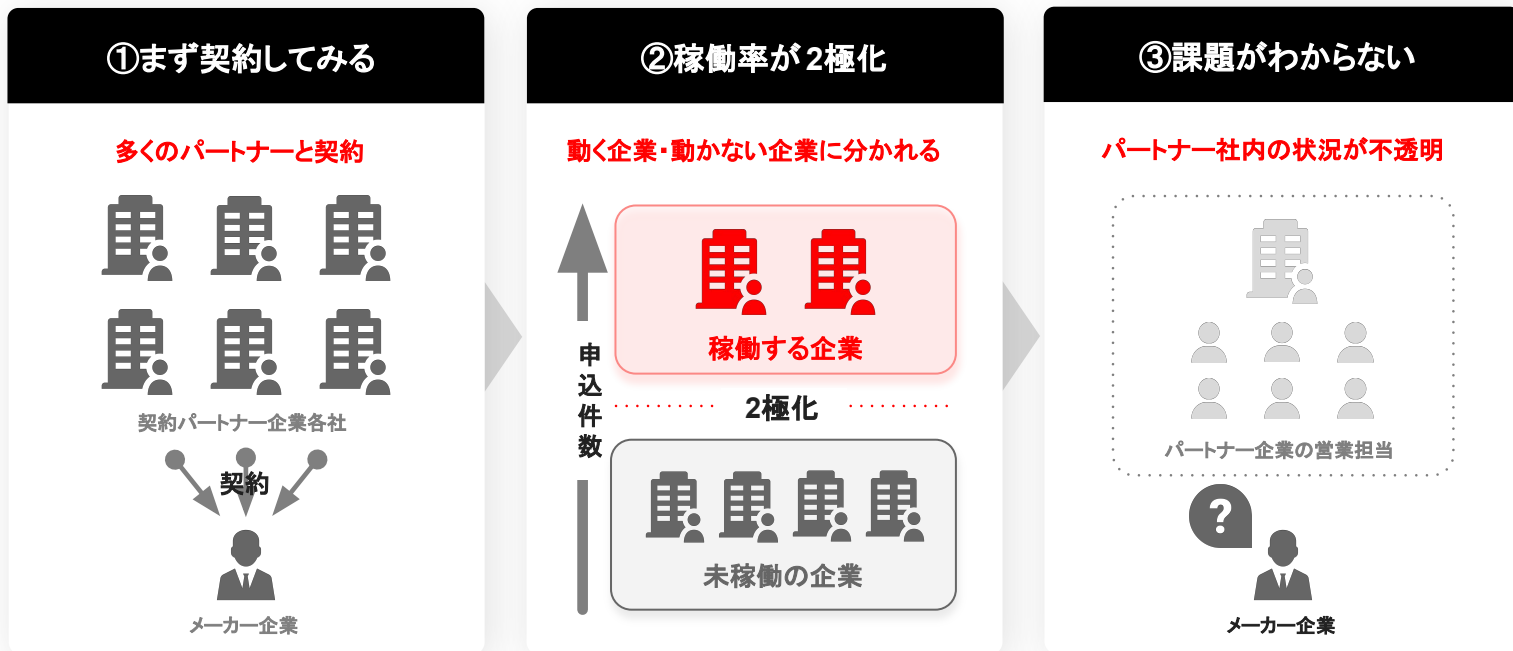 ①まず契約してみる
多くのパートナーと契約
契約パートナー企業各社
契約
メーカー企業
②稼働率が2極化
動く企業・動かない企業に分かれる
申込件数
稼働する企業
2極化
未稼働の企業
③課題がわからない
パートナー社内の状況が不透明
パートナー企業の営業担当
?
メーカー企業